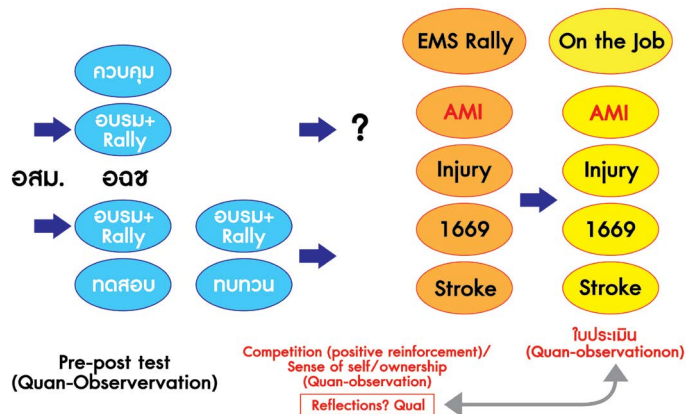 EMS Rally
On the Job
ควบคุม
อบรม+
Rally
?
AMI
AMI
Injury
Injury
อสม.
อฉช
อบรม+
Rally
อบรม+
Rally
1669
1669
ทดสอบ
ทบทวน
Stroke
Stroke
Pre-post test
(Quan-Observervation)
Competition (positive reinforcement)/
Sense of self/ownership
(Quan-observation)
Reflections? Qual
ใบประเมิน
(Quan-observationon)